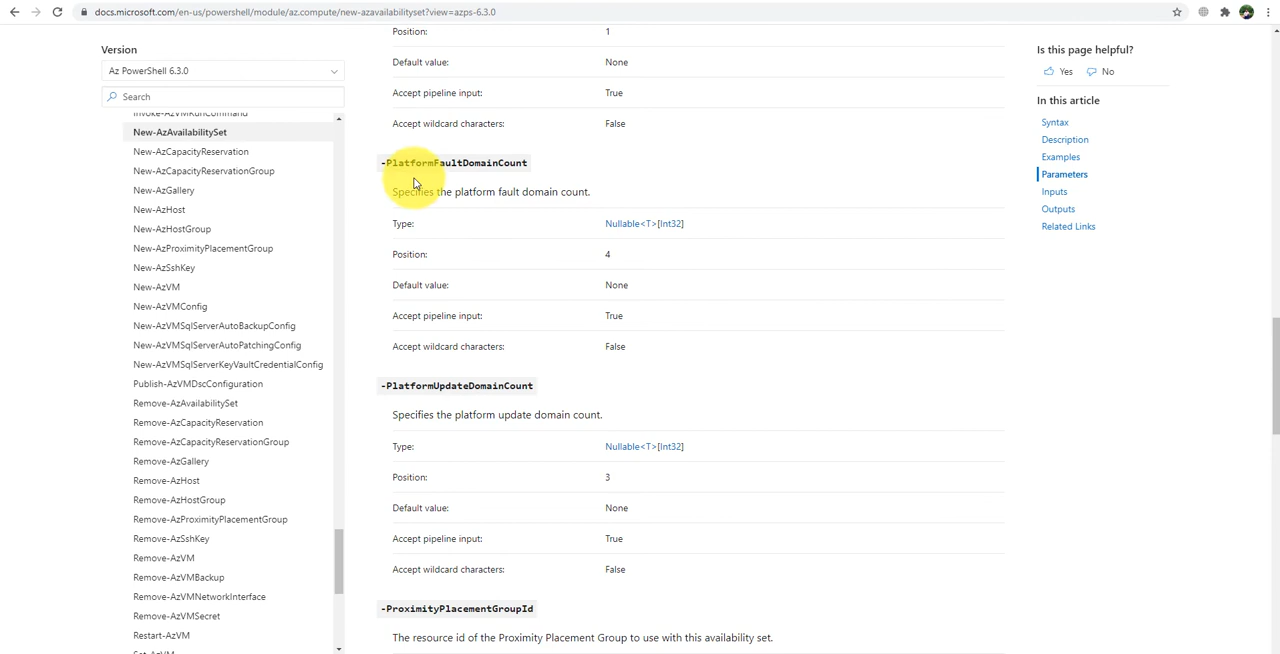 docs.microsoft.com/en-us/powershell/module/az.compute/new-azavailabilityset?view=azps-6.3.0
Version
Az PowerShell 6.3.0
Search
Invoke-AzVMRunCommand
New-AzAvailabilitySet
New-AzCapacityReservation
New-AzCapacityReservationGroup
New-AzGallery
New-AzHost
New-AzHostGroup
New-AzProximityPlacementGroup
New-AzSshKey
New-AzVM
New-AzVMConfig
New-AzVMSqlServerAutoBackupConfig
New-AzVMSqlServerAutoPatchingConfig
New-AzVMSqlServerKeyVaultCredentialConfig
Publish-AzVMDscConfiguration
Remove-AzAvailabilitySet
Remove-AzCapacityReservation
Remove-AzCapacityReservationGroup
Remove-AzGallery
Remove-AzHost
Remove-AzHostGroup
Remove-AzProximityPlacementGroup
Remove-AzSshKey
Remove-AzVM
Remove-AzVMBackup
Remove-AzVMNetworkInterface
Remove-AzVMSecret
Restart-AzVM
Set-AzVM
Position: 1
Default value: None
Accept pipeline input: True
Accept wildcard characters: False
-PlatformFaultDomainCount
Specifies the platform fault domain count.
Type: Nullable<T>[Int32]
Position: 4
Default value: None
Accept pipeline input: True
Accept wildcard characters: False
-PlatformUpdateDomainCount
Specifies the platform update domain count.
Type: Nullable<T>[Int32]
Position: 3
Default value: None
Accept pipeline input: True
Accept wildcard characters: False
-ProximityPlacementGroupId
The resource id of the Proximity Placement Group to use with this availability set.
Is this page helpful?
Yes No
In this article
Syntax
Description
Examples
Parameters
Inputs
Outputs
Related Links